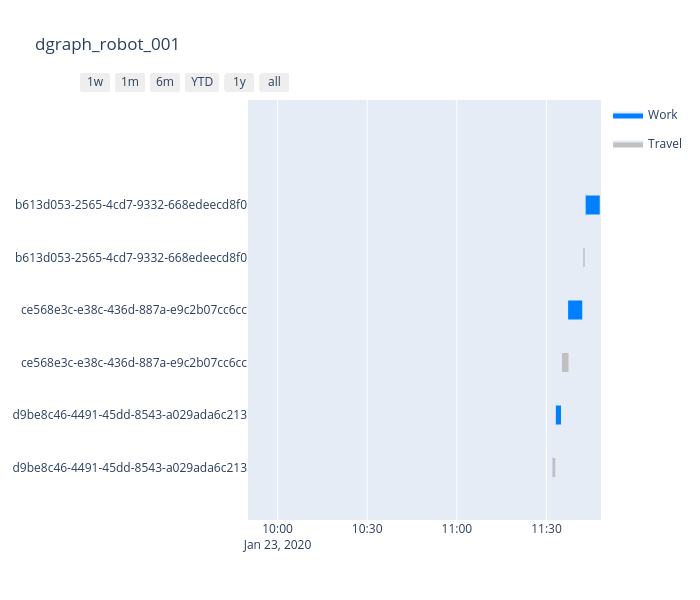 dgraph_robot_001
1w 1m 6m YTD 1y all
Work
Travel
b613d053-2565-4cd7-9332-668edeecd8f0
b613d053-2565-4cd7-9332-668edeecd8f0
ce568e3c-e38c-436d-887a-e9c2b07cc6cc
ce568e3c-e38c-436d-887a-e9c2b07cc6cc
d9be8c46-4491-45dd-8543-a029ada6c213
d9be8c46-4491-45dd-8543-a029ada6c213
10:00 10:30 11:00 11:30
Jan 23, 2020